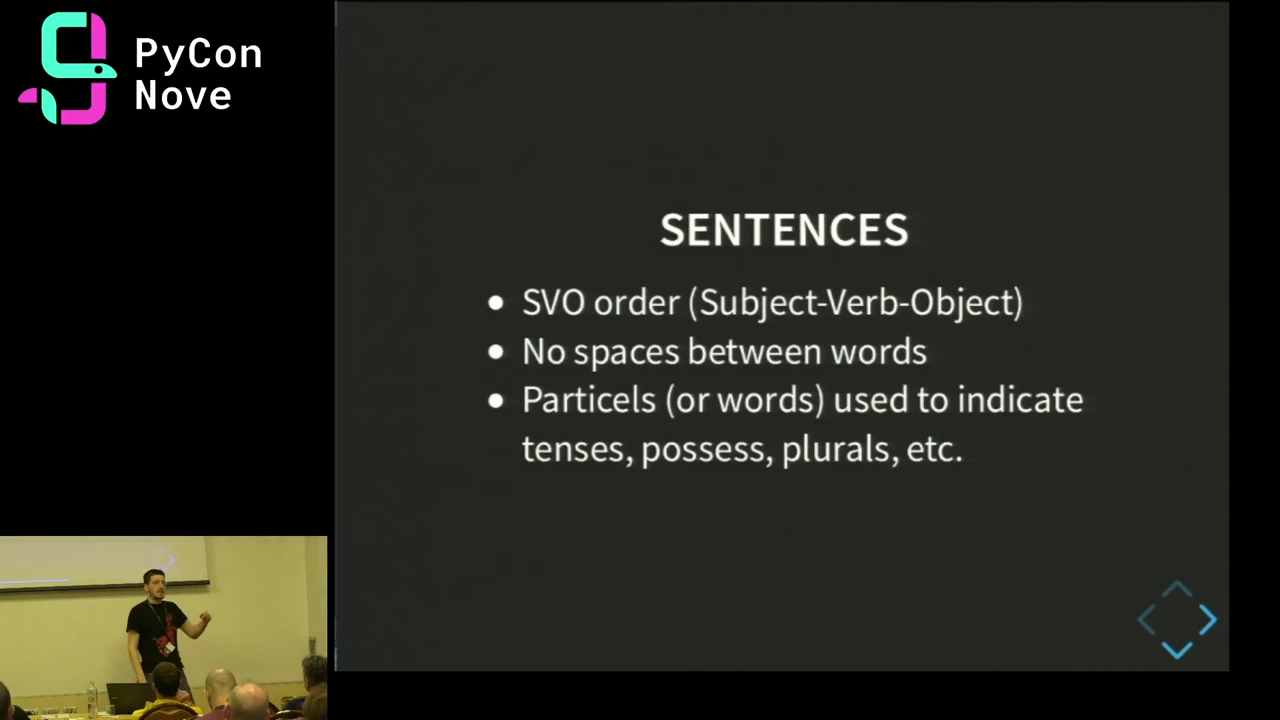 PyCon
Nove
SENTENCES
SVO order (Subject-Verb-Object)
No spaces between words
Particels (or words) used to indicate
tenses, possess, plurals, etc.